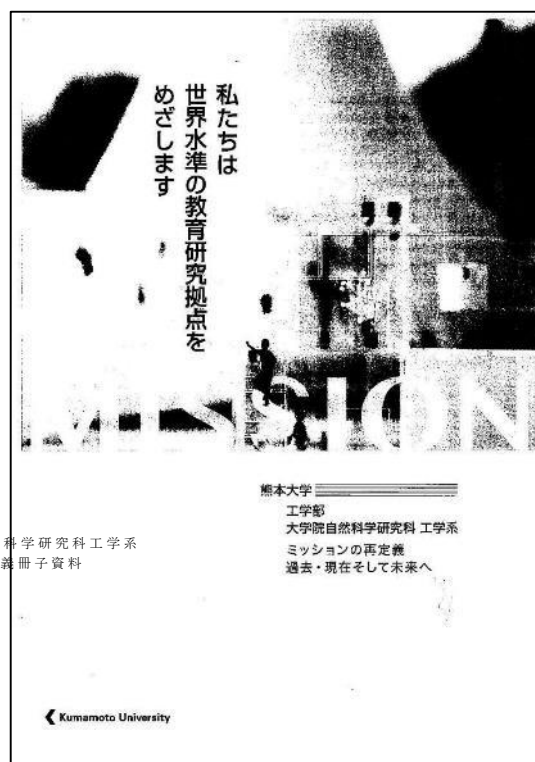 私たちは
世界水準の教育研究拠点を
めざします
MISSION
熊本大学
工学部
大学院自然科学研究科 工学系
ミッションの再定義
過去・現在そして未来へ
科学研究科工学系
義冊子資料
Kumamoto University